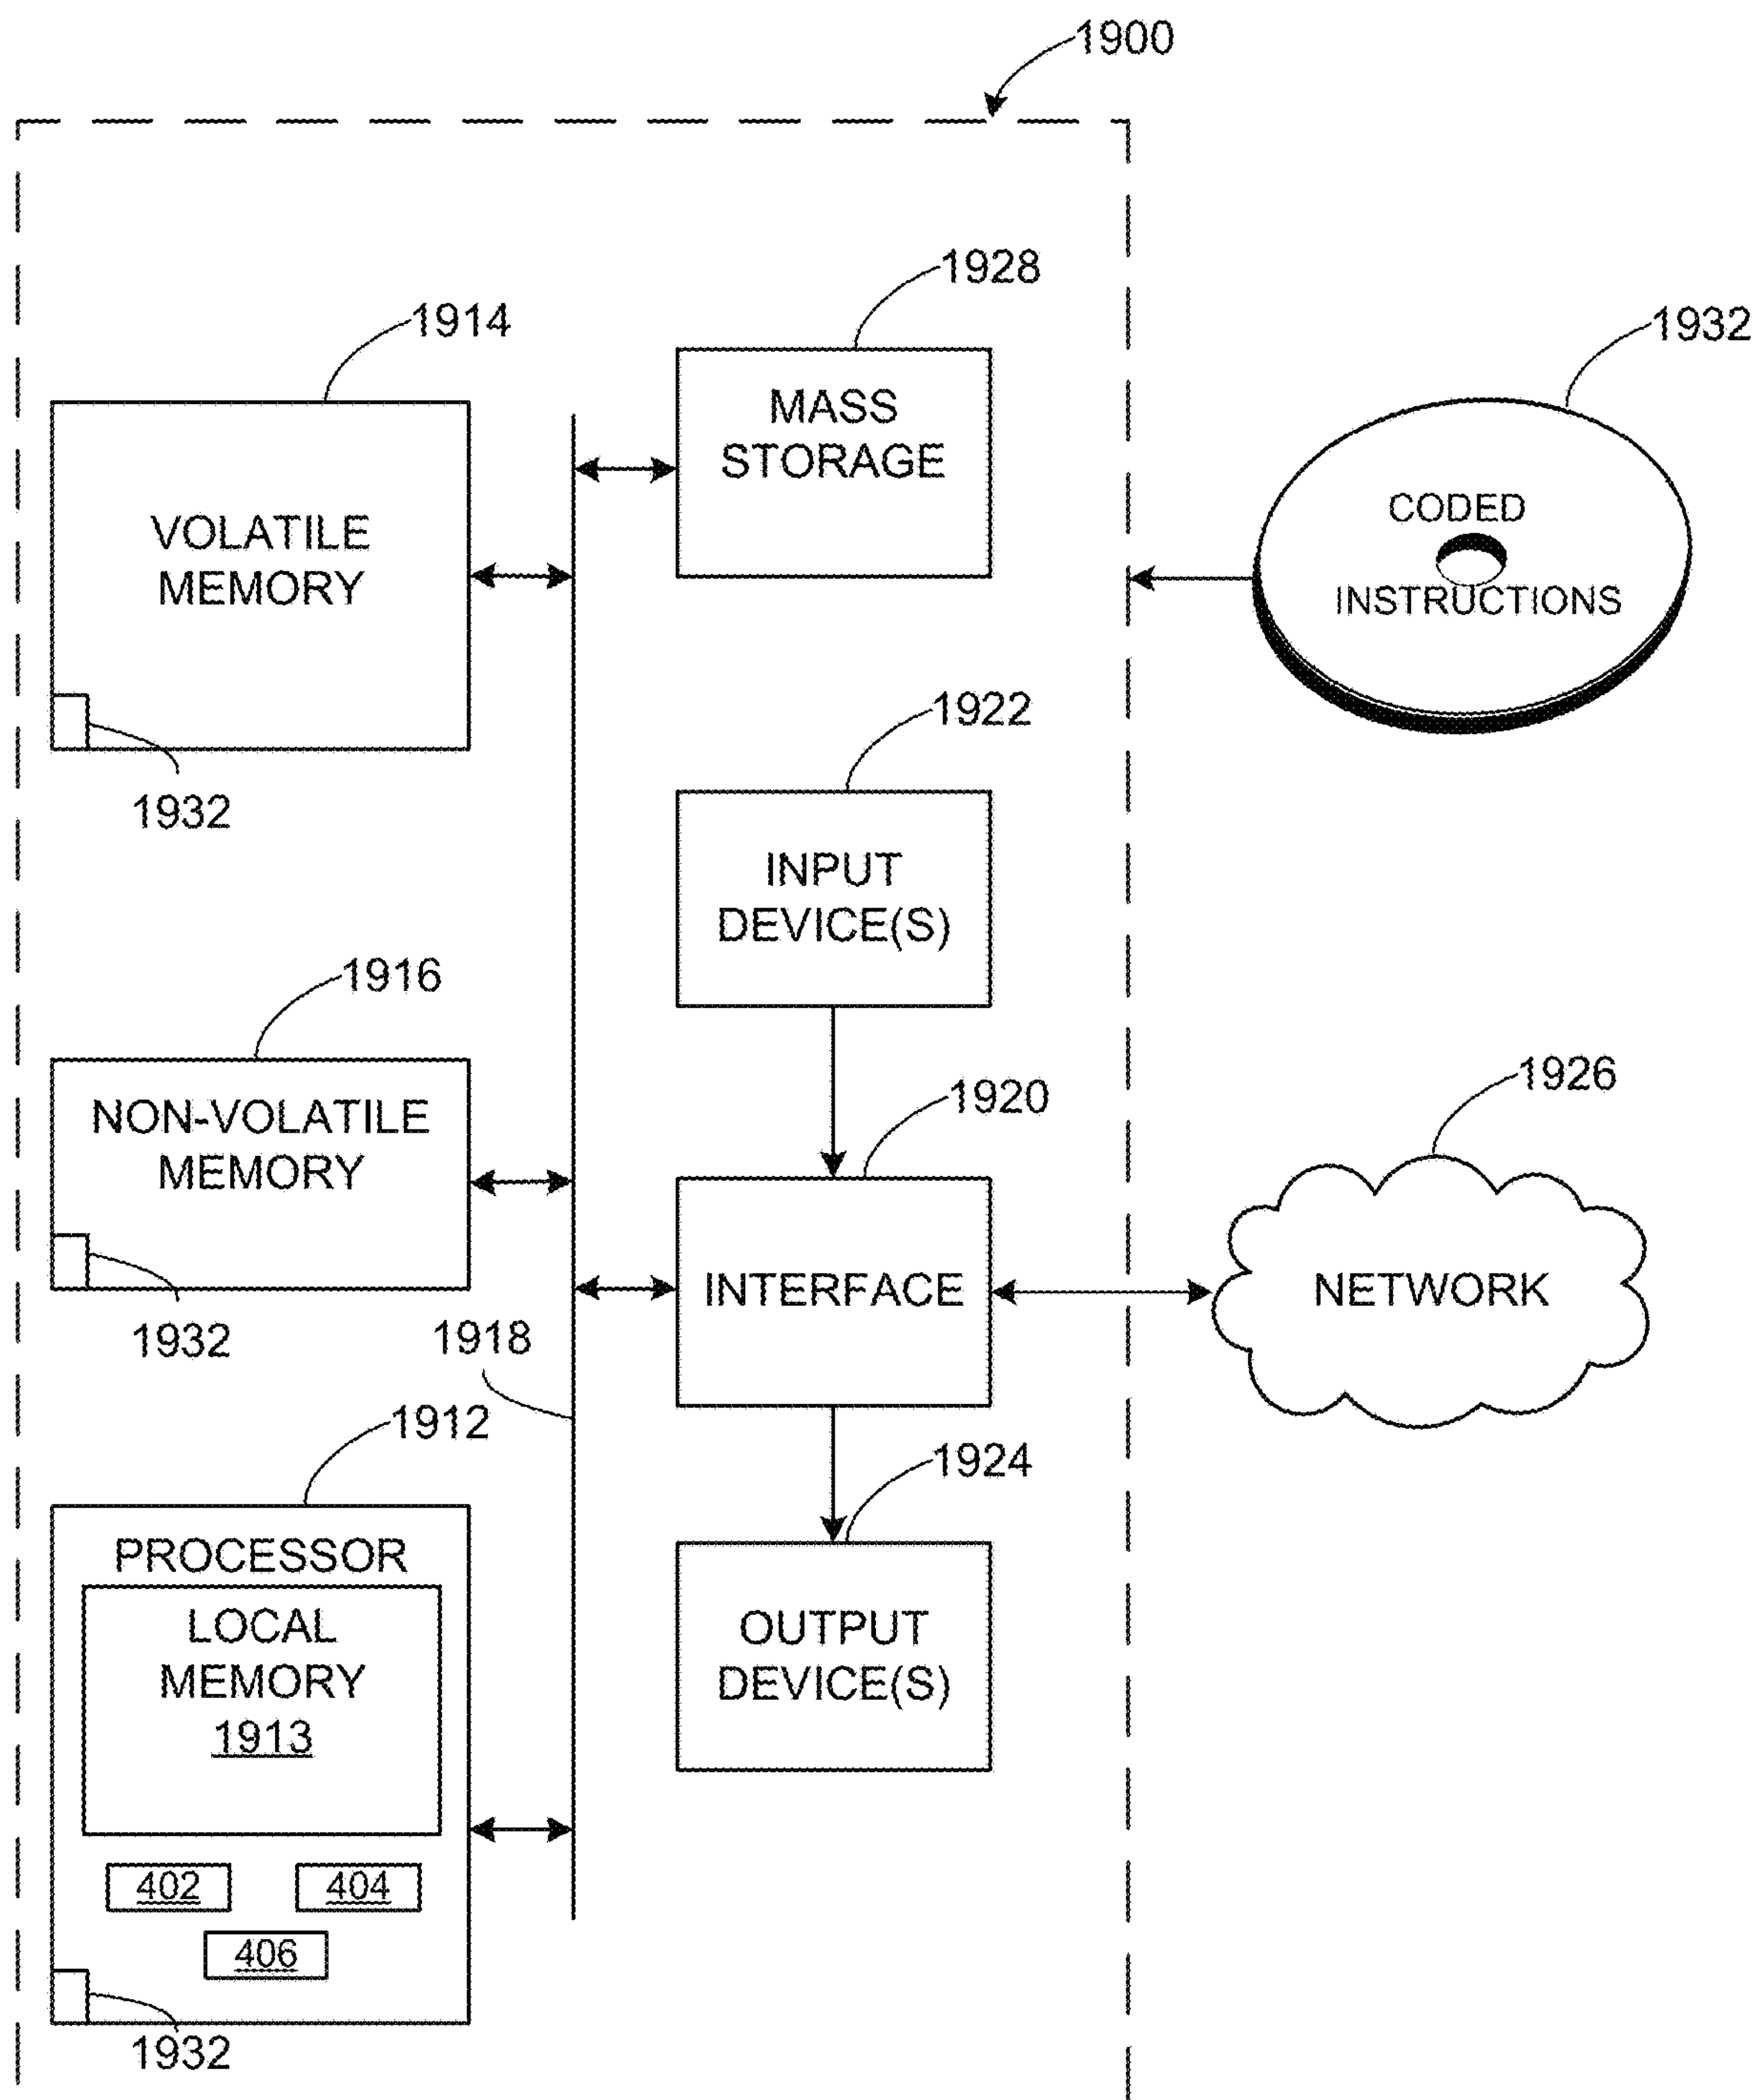 1900
1928
1914
1932
MASS
STORAGE
VOLATILE
MEMORY
CODED
INSTRUCTIONS
1932
1922
INPUT
DEVICE(S)
1916
1920
1926
NON-VOLATILE
MEMORY
INTERFACE
NETWORK
1932
1918
1912
1924
PROCESSOR
LOCAL
MEMORY
1913
OUTPUT
DEVICE(S)
402
404
406
1932